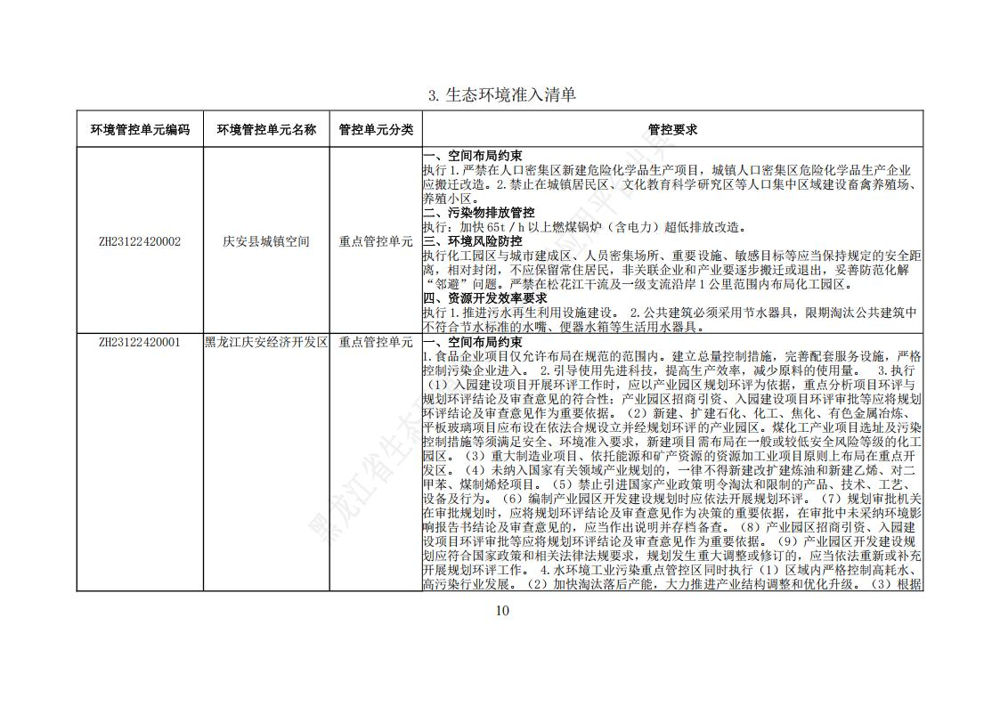 3. 生态环境准入清单
环境管控单元编码 环境管控单元名称 管控单元分类 管控要求
ZH23122420002 庆安县城镇空间 重点管控单元
一、空间布局约束
执行 1.严禁在人口密集区新建危险化学品生产项目，城镇人口密集区危险化学品生产企业
应搬迁改造。2.禁止在城镇居民区、文化教育科学研究区等人口集中区域建设畜禽养殖场、
养殖小区。
二、污染物排放管控
执行：加快 65t／h 以上燃煤锅炉（含电力）超低排放改造。
三、环境风险防控
执行化工园区与城市建成区、人员密集场所、重要设施、敏感目标等应当保持规定的安全距
离，相对封闭，不应保留常住居民，非关联企业和产业要逐步搬迁或退出，妥善防范化解
“邻避”问题。严禁在松花江干流及一级支流沿岸 1 公里范围内布局化工园区。
四、资源开发效率要求
执行 1.推进污水再生利用设施建设。 2.公共建筑必须采用节水器具，限期淘汰公共建筑中
不符合节水标准的水嘴、便器水箱等生活用水器具。
ZH23122420001 黑龙江庆安经济开发区 重点管控单元
一、空间布局约束
1.食品企业项目仅允许布局在规范的范围内。建立总量控制措施，完善配套服务设施，严格
控制污染企业进入。 2.引导使用先进科技，提高生产效率，减少原料的使用量。 3.执行
（1）入园建设项目开展环评工作时，应以产业园区规划环评为依据，重点分析项目环评与
规划环评结论及审查意见的符合性；产业园区招商引资、入园建设项目环评审批等应将规划
环评结论及审查意见作为重要依据。（2）新建、扩建石化、化工、焦化、有色金属冶炼、
平板玻璃项目应布设在依法合规设立并经规划环评的产业园区。煤化工产业项目选址及污染
控制措施等须满足安全、环境准入要求，新建项目需布局在一般或较低安全风险等级的化工
园区。（3）重大制造业项目、依托能源和矿产资源的资源加工业项目原则上布局在重点开
发区。（4）未纳入国家有关领域产业规划的，一律不得新建改扩建炼油和新建乙烯、对二
甲苯、煤制烯烃项目。（5）禁止引进国家产业政策明令淘汰和限制的产品、技术、工艺、
设备及行为。（6）编制产业园区开发建设规划时应依法开展规划环评。（7）规划审批机关
在审批规划时，应将规划环评结论及审查意见作为决策的重要依据，在审批中未采纳环境影
响报告书结论及审查意见的，应当作出说明并存档备查。（8）产业园区招商引资、入园建
设项目环评审批等应将规划环评结论及审查意见作为重要依据。（9）产业园区开发建设规
划应符合国家政策和相关法律法规要求，规划发生重大调整或修订的，应当依法重新或补充
开展规划环评工作。 4.水环境工业污染重点管控区同时执行（1）区域内严格控制高耗水、
高污染行业发展。（2）加快淘汰落后产能，大力推进产业结构调整和优化升级。（3）根据
10